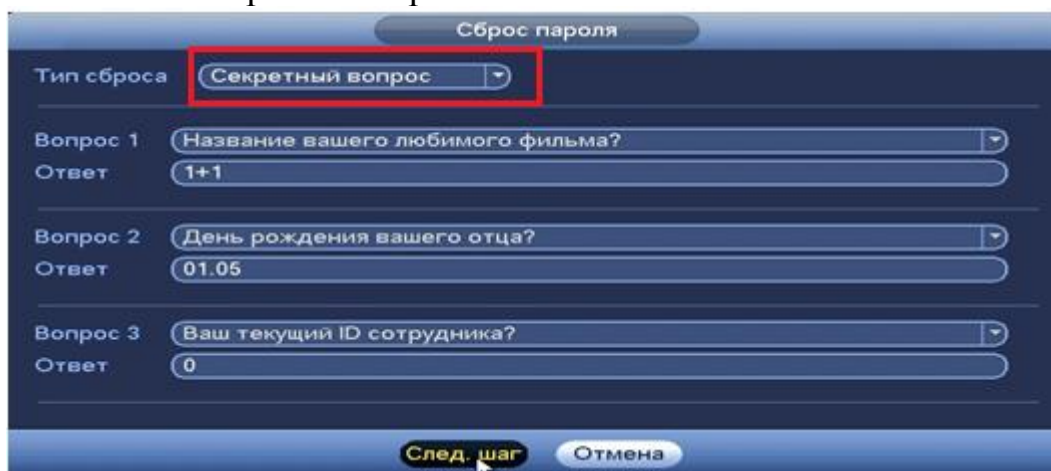 Сброс пароля
Тип сброса Секретный вопрос
Вопрос 1 Название вашего любимого фильма?
Ответ 1+1
Вопрос 2 День рождения вашего отца?
Ответ 01.05
Вопрос 3 Ваш текущий ID сотрудника?
Ответ 0
След. шаг Отмена